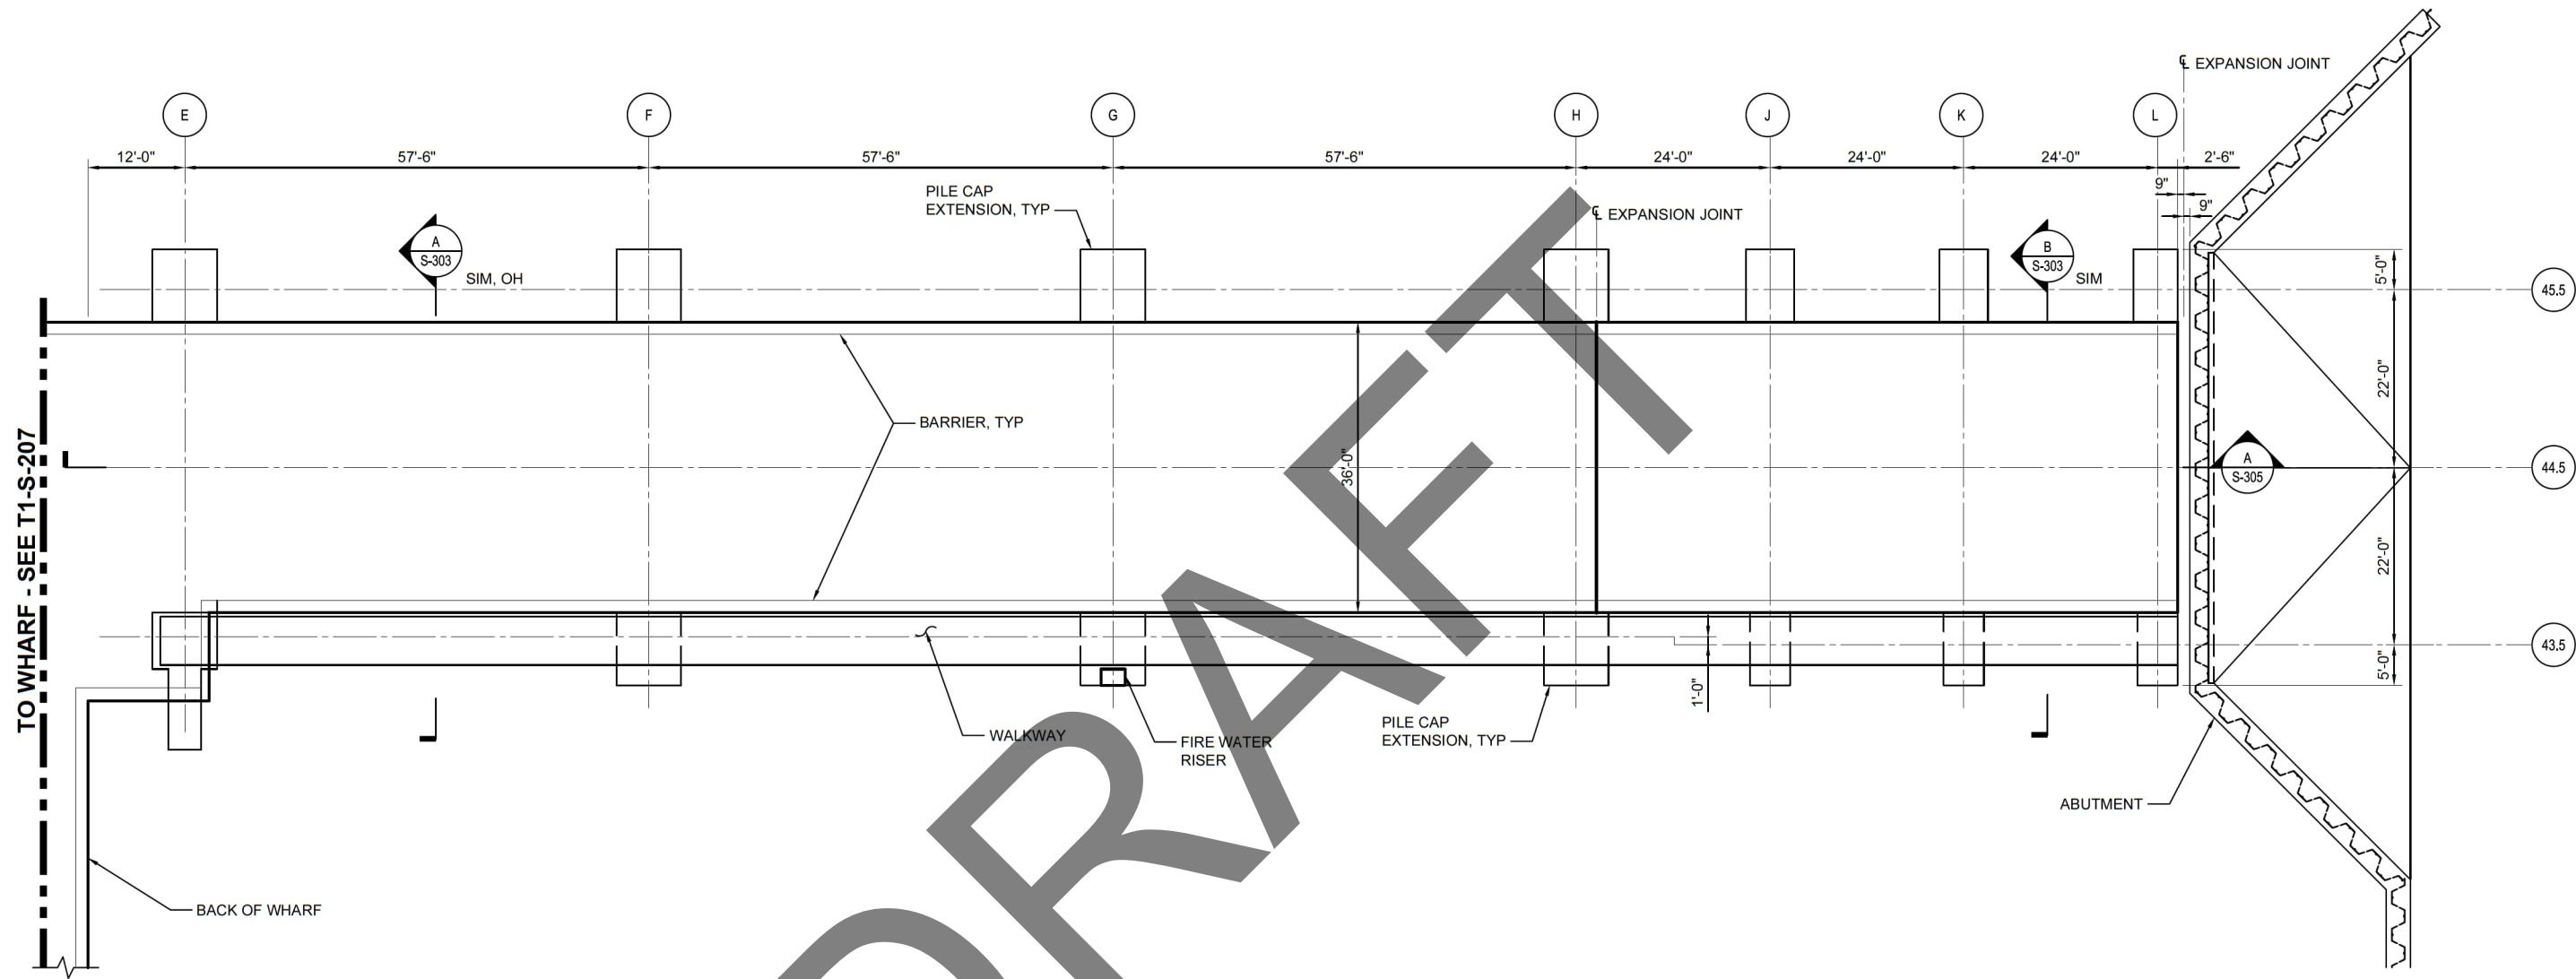 ℄ EXPANSION JOINT
E
F
G
H
J
K
L
12'-0"
57'-6"
57'-6"
57'-6"
24'-0"
24'-0"
24'-0"
2'-6"
9"
9"
PILE CAP
EXTENSION, TYP
℄ EXPANSION JOINT
A
S-303
SIM, OH
B
S-303
SIM
5'-0"
45.5
22'-0"
BARRIER, TYP
36'-0"
TO WHARF - SEE T1-S-207
A
S-305
44.5
22'-0"
43.5
5'-0"
1'-0"
WALKWAY
FIRE WATER
RISER
PILE CAP
EXTENSION, TYP
ABUTMENT
BACK OF WHARF
DRAFT